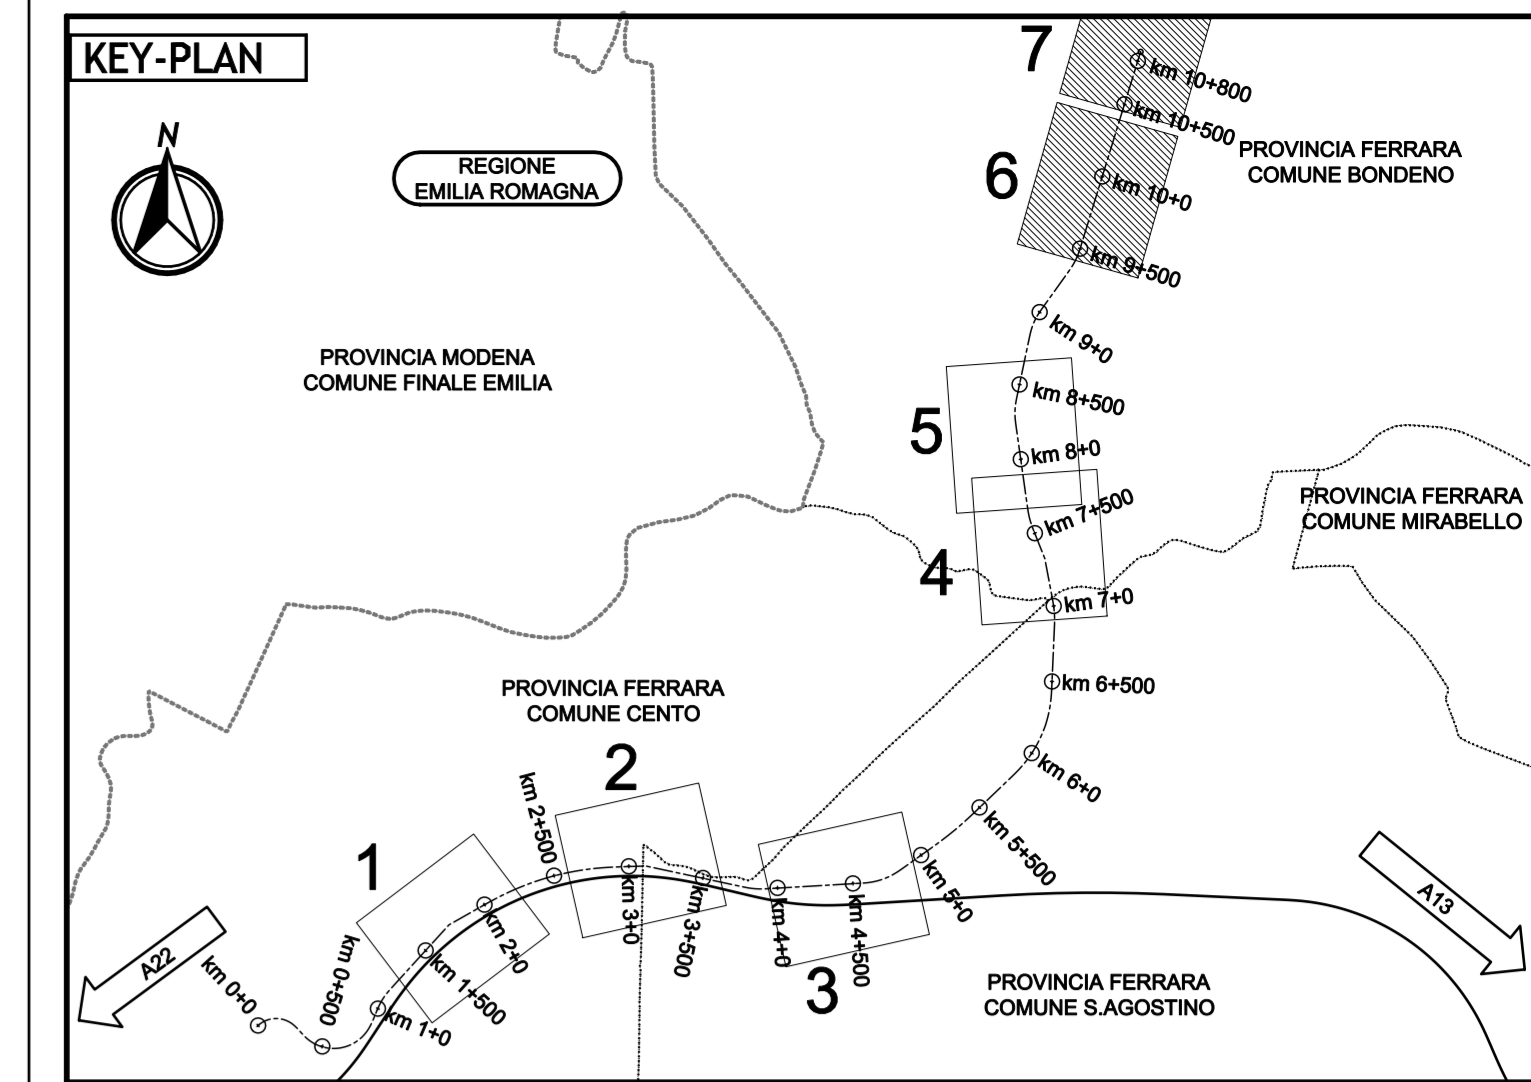 KEY-PLAN
N
REGIONE
EMILIA ROMAGNA
7
km 10+800
km 10+500
PROVINCIA FERRARA
COMUNE BONDENO
6
km 10+0
km 9+500
km 9+0
PROVINCIA MODENA
COMUNE FINALE EMILIA
km 8+500
5
km 8+0
km 7+500
PROVINCIA FERRARA
COMUNE MIRABELLO
4
km 7+0
PROVINCIA FERRARA
COMUNE CENTO
km 6+500
2
km 6+0
km 2+500
1
km 5+500
km 3+0
km 3+500
km 5+0
A13
km 2+0
km 4+0
km 4+500
A22
km 0+0
km 0+500
km 1+500
km 1+0
3
PROVINCIA FERRARA
COMUNE S.AGOSTINO